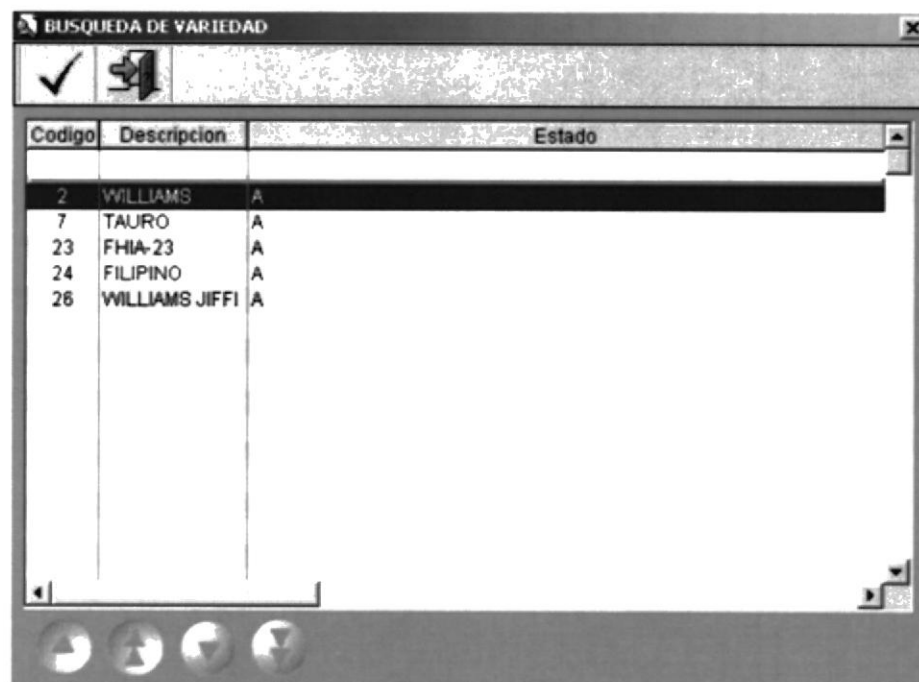 BUSQUEDA DE VARIEDAD
Codigo Descripcion Estado
2 WILLIAMS A
7 TAURO A
23 FHIA-23 A
24 FILIPINO A
26 WILLIAMS JIFFI A